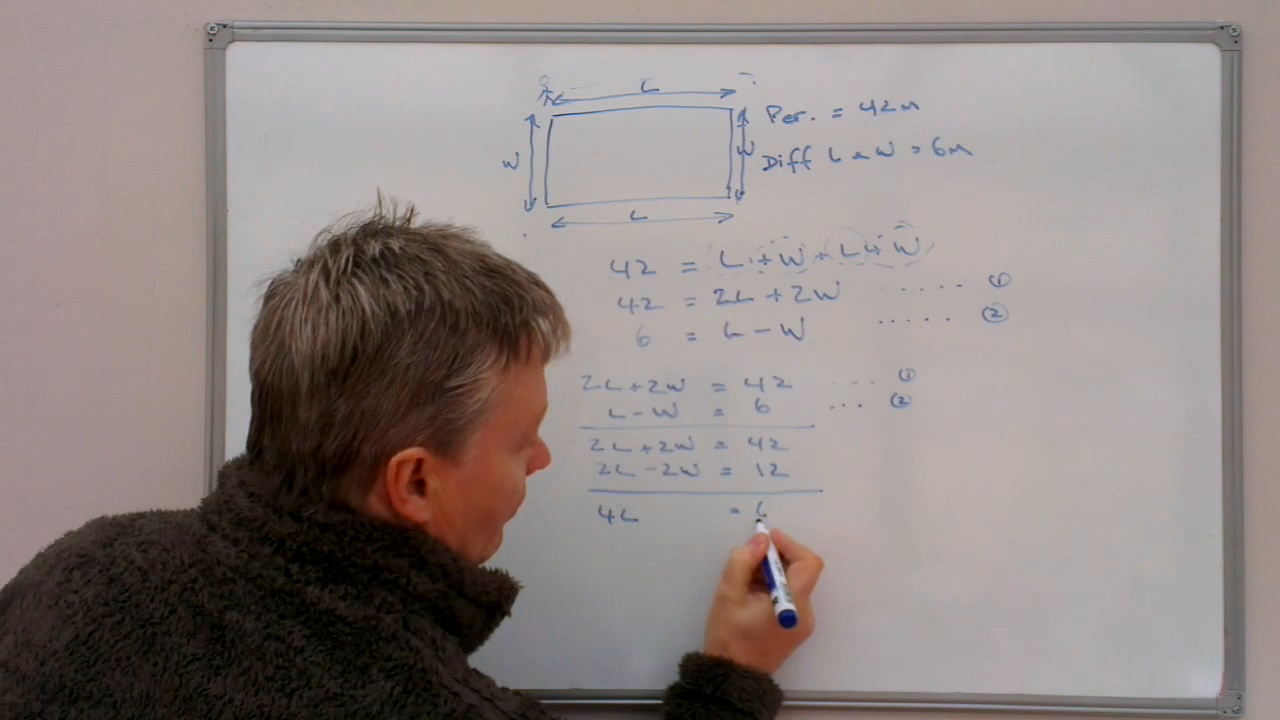 L
Per. = 42M
W
W
Diff L & W = 6M
L
42 = L + W + L + W
42 = 2L + 2W ...... ①
6 = L - W ..... ②
2L + 2W = 42 ... ①
L - W = 6 ... ②
2L + 2W = 42
2L - 2W = 12
4L =